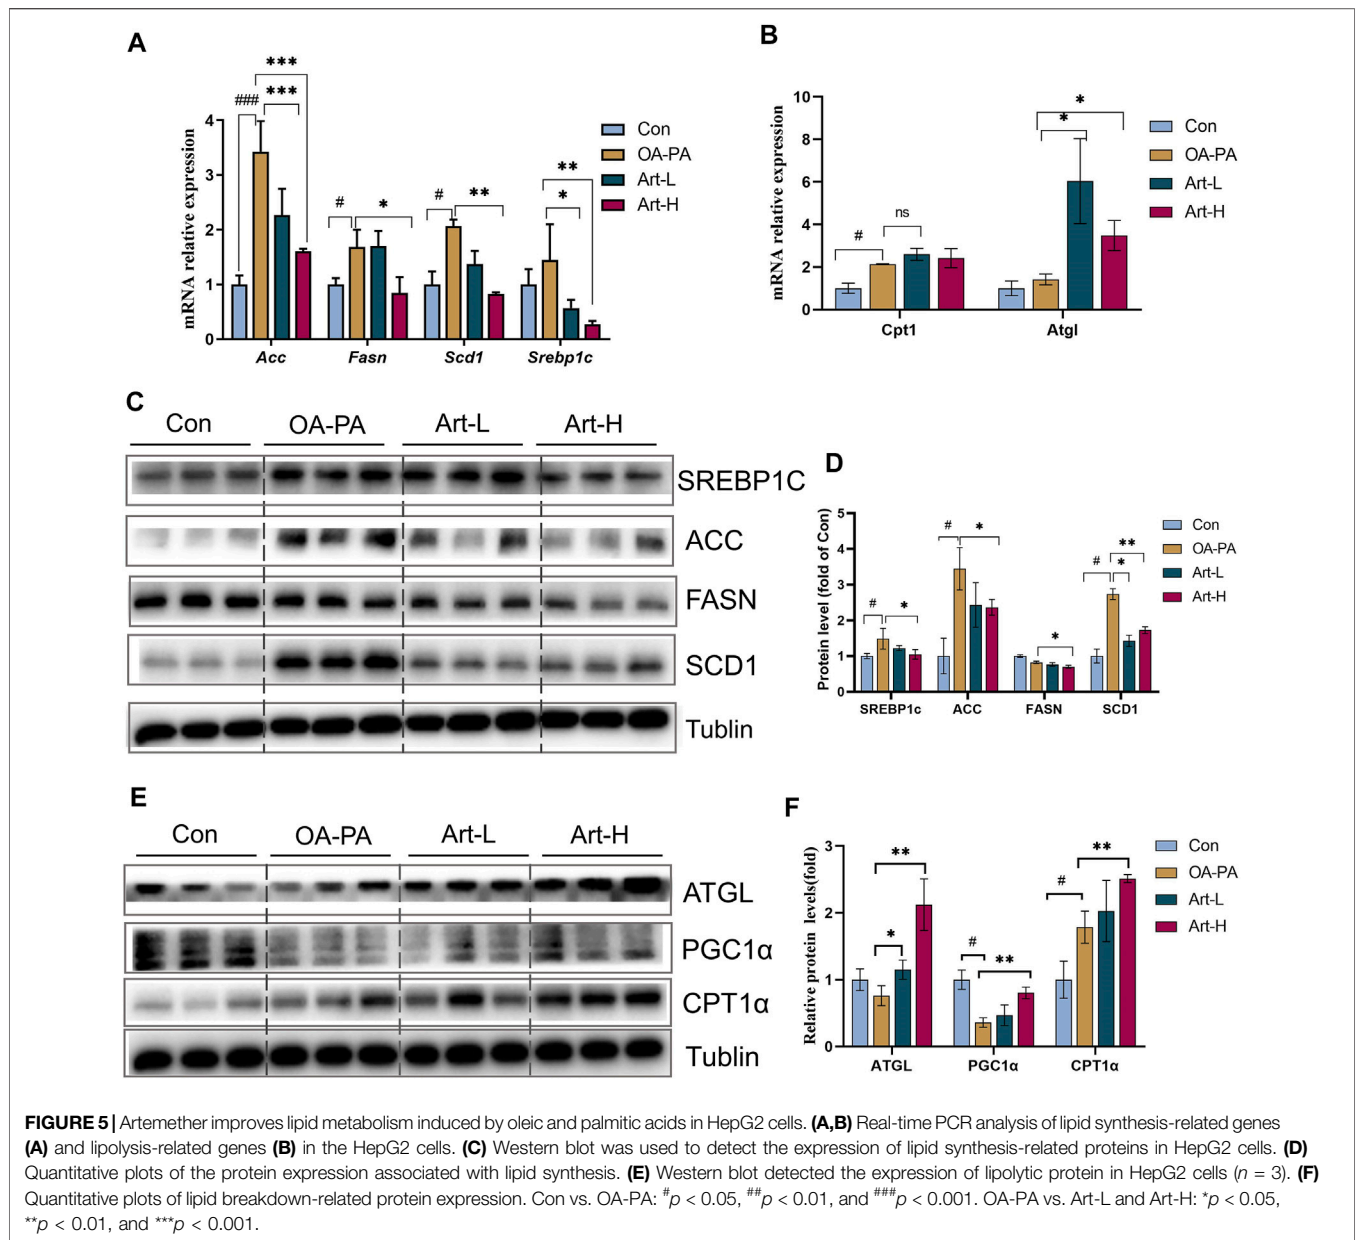 A
***
***
###
4
3
2
1
0
mRNA relative expression
#
*
#
**
**
*
Acc
Fasn
Scd1
Srebp1c
Con
OA-PA
Art-L
Art-H
B
10
8
6
4
2
0
mRNA relative expression
#
ns
*
*
Cpt1
Atgl
Con
OA-PA
Art-L
Art-H
C
Con
OA-PA
Art-L
Art-H
SREBP1C
ACC
FASN
SCD1
Tublin
D
5
4
3
2
1
0
Protein level (fold of Con)
#
*
#
*
*
#
**
*
SREBP1c
ACC
FASN
SCD1
Con
OA-PA
Art-L
Art-H
E
Con
OA-PA
Art-L
Art-H
ATGL
PGC1α
CPT1α
Tublin
F
3
2
1
0
Relative protein levels(fold)
**
*
#
**
#
**
ATGL
PGC1α
CPT1α
Con
OA-PA
Art-L
Art-H
FIGURE 5 | Artemether improves lipid metabolism induced by oleic and palmitic acids in HepG2 cells. (A,B) Real-time PCR analysis of lipid synthesis-related genes
(A) and lipolysis-related genes (B) in the HepG2 cells. (C) Western blot was used to detect the expression of lipid synthesis-related proteins in HepG2 cells. (D)
Quantitative plots of the protein expression associated with lipid synthesis. (E) Western blot detected the expression of lipolytic protein in HepG2 cells (n = 3). (F)
Quantitative plots of lipid breakdown-related protein expression. Con vs. OA-PA: #p < 0.05, ##p < 0.01, and ###p < 0.001. OA-PA vs. Art-L and Art-H: *p < 0.05,
**p < 0.01, and ***p < 0.001.